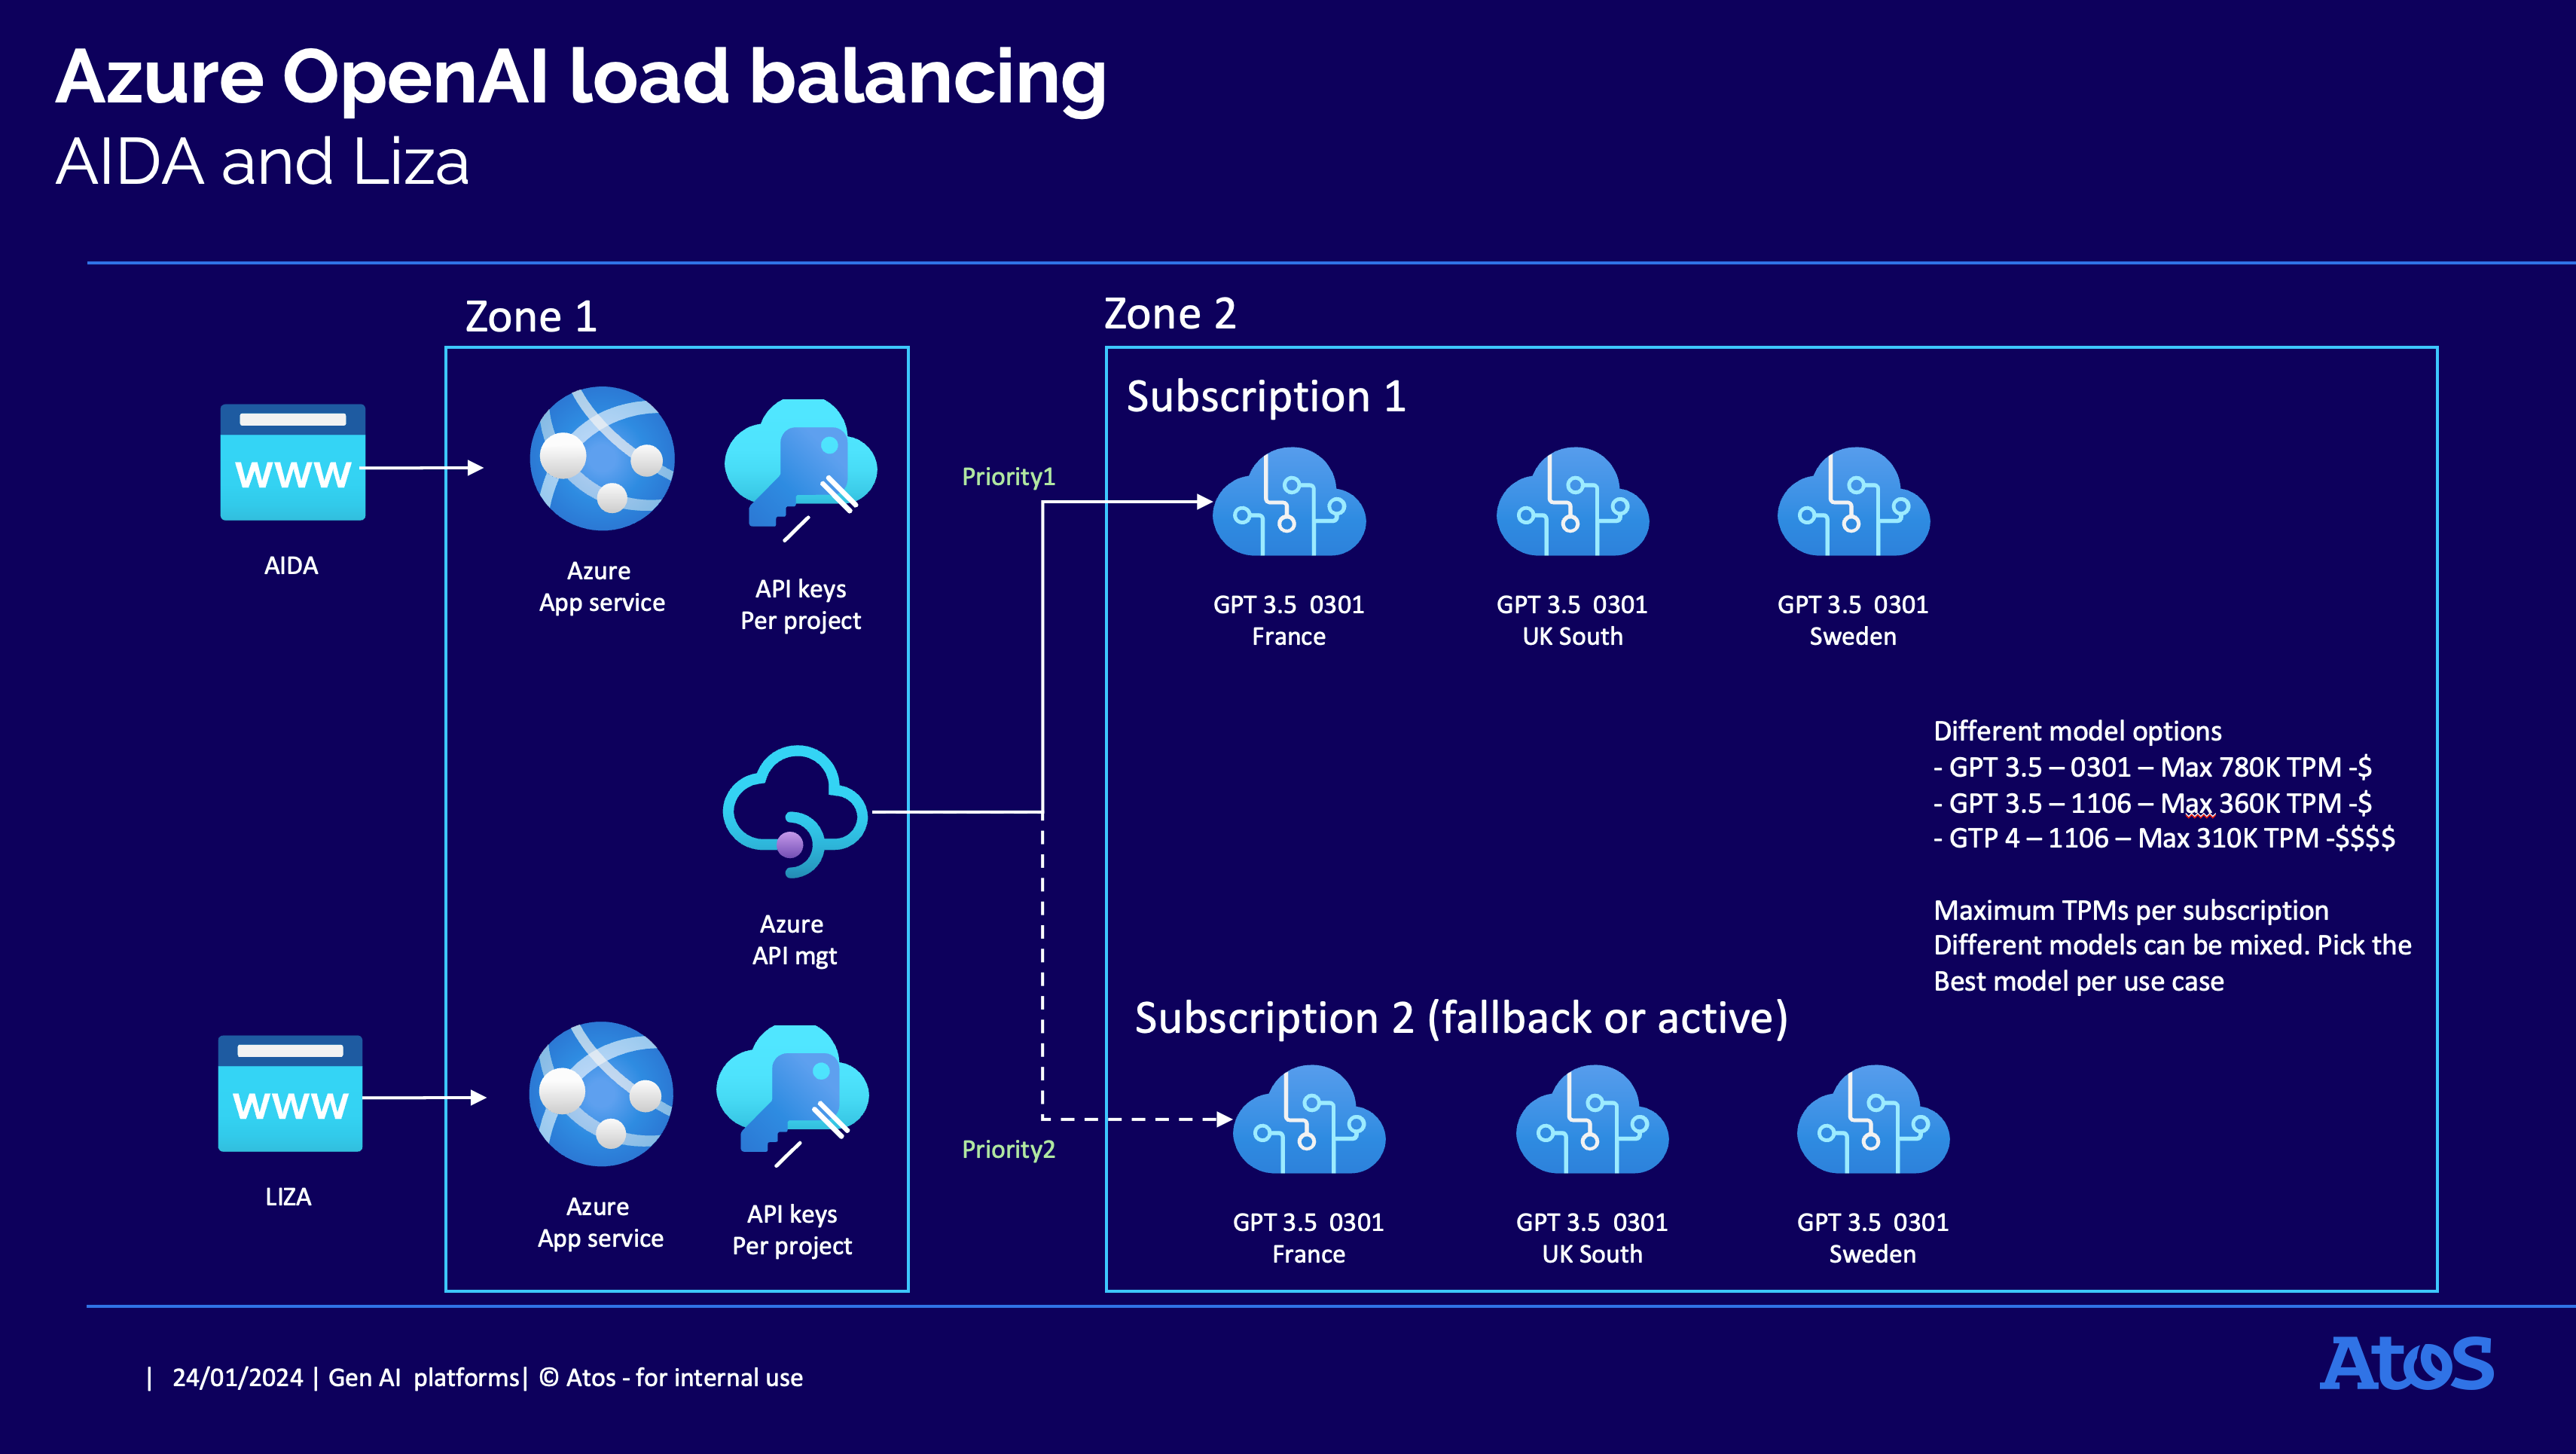 Azure OpenAI load balancing
AIDA and Liza
Zone 1
Zone 2
www
AIDA
Azure
App service
API keys
Per project
Azure
API mgt
www
LIZA
Azure
App service
API keys
Per project
Priority1
Priority2
Subscription 1
GPT 3.5 0301
France
GPT 3.5 0301
UK South
GPT 3.5 0301
Sweden
Different model options
- GPT 3.5 – 0301 – Max 780K TPM -$
- GPT 3.5 – 1106 – Max 360K TPM -$
- GTP 4 – 1106 – Max 310K TPM -$$$$
Maximum TPMs per subscription
Different models can be mixed. Pick the
Best model per use case
Subscription 2 (fallback or active)
GPT 3.5 0301
France
GPT 3.5 0301
UK South
GPT 3.5 0301
Sweden
| 24/01/2024 | Gen AI platforms| © Atos - for internal use
Atos